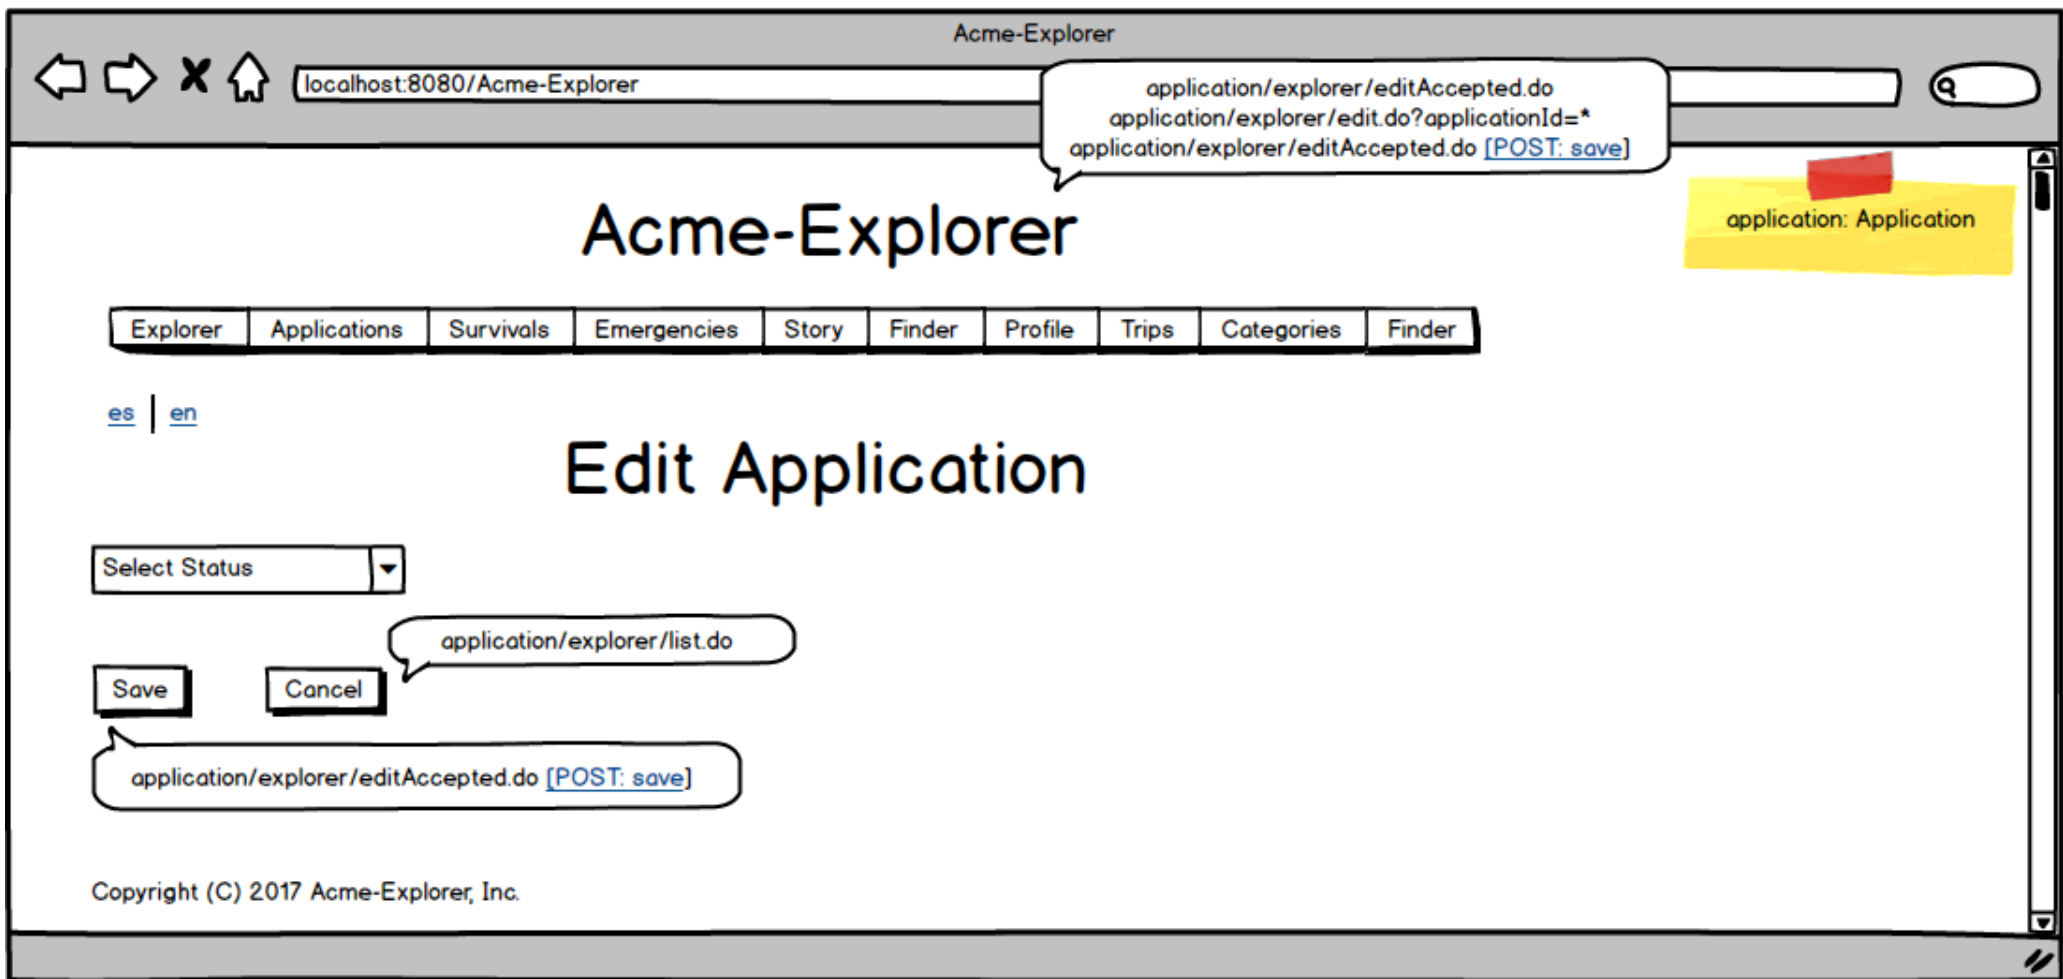 Acme-Explorer
localhost:8080/Acme-Explorer
application/explorer/editAccepted.do
application/explorer/edit.do?applicationId=*
application/explorer/editAccepted.do [POST: save]
application: Application
Acme-Explorer
Explorer Applications Survivals Emergencies Story Finder Profile Trips Categories Finder
es | en
Edit Application
Select Status
application/explorer/list.do
Save Cancel
application/explorer/editAccepted.do [POST: save]
Copyright (C) 2017 Acme-Explorer, Inc.